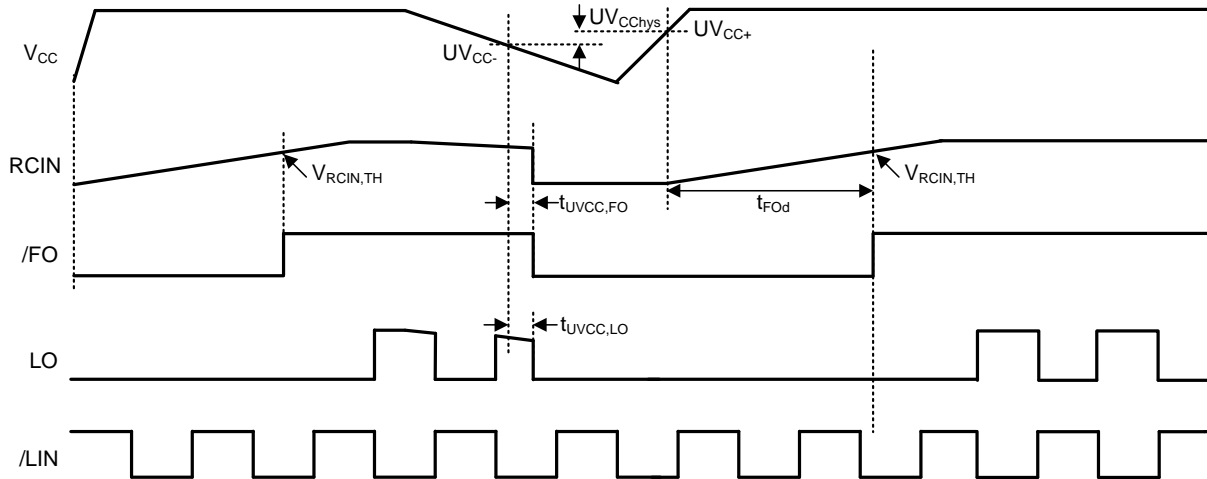 UVCChys
UVCC+
VCC
UVCC-
RCIN
VRCIN,TH
VRCIN,TH
tUVCC,FO
tFOd
/FO
tUVCC,LO
LO
/LIN